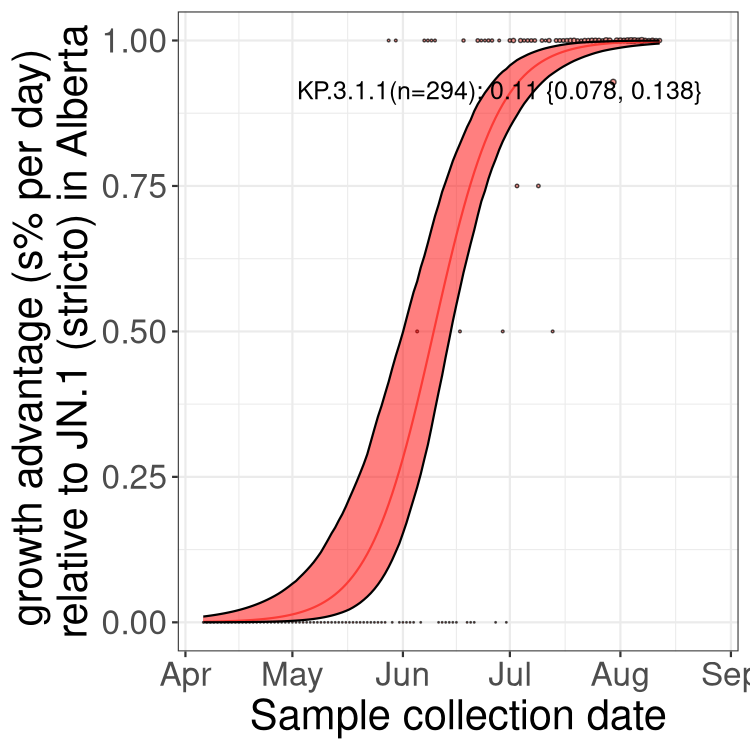 growth advantage (s% per day)
relative to JN.1 (stricto) in Alberta
1.00
0.75
0.50
0.25
0.00
KP.3.1.1(n=294): 0.11 {0.078, 0.138}
Apr May Jun Jul Aug Sep
Sample collection date